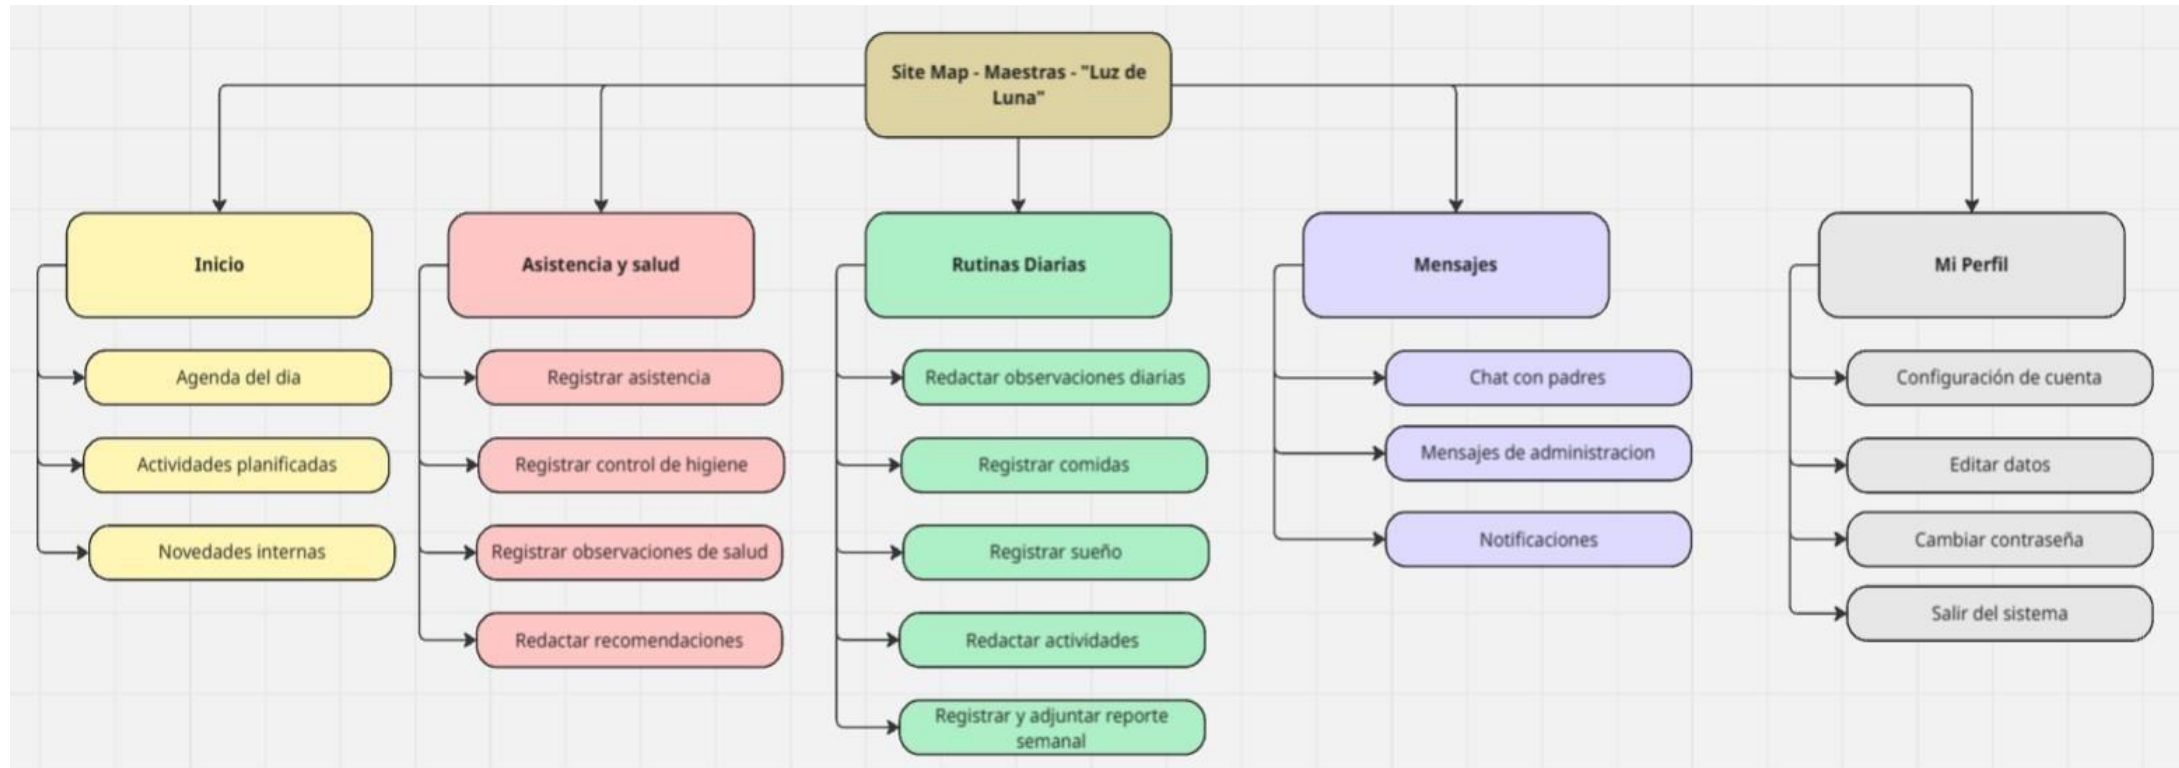 Site Map - Maestras - "Luz de
Luna"
Inicio
Agenda del dia
Actividades planificadas
Novedades internas
Asistencia y salud
Registrar asistencia
Registrar control de higiene
Registrar observaciones de salud
Redactar recomendaciones
Rutinas Diarias
Redactar observaciones diarias
Registrar comidas
Registrar sueño
Redactar actividades
Registrar y adjuntar reporte
semanal
Mensajes
Chat con padres
Mensajes de administracion
Notificaciones
Mi Perfil
Configuración de cuenta
Editar datos
Cambiar contraseña
Salir del sistema